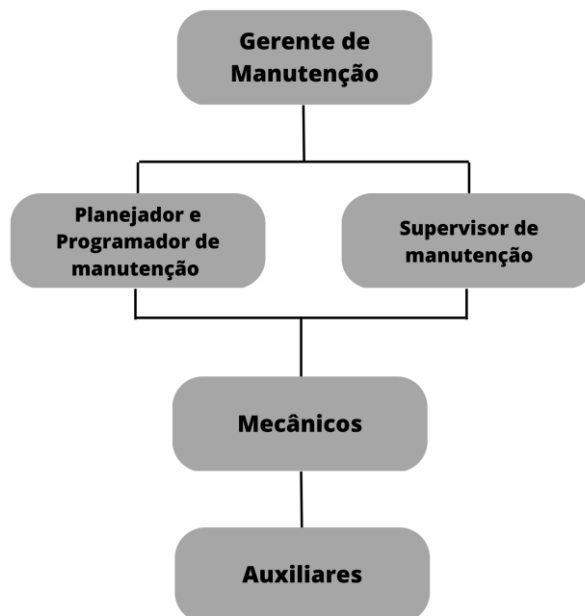 Gerente de
Manutenção
Planejador e
Programador de
manutenção
Supervisor de
manutenção
Mecânicos
Auxiliares